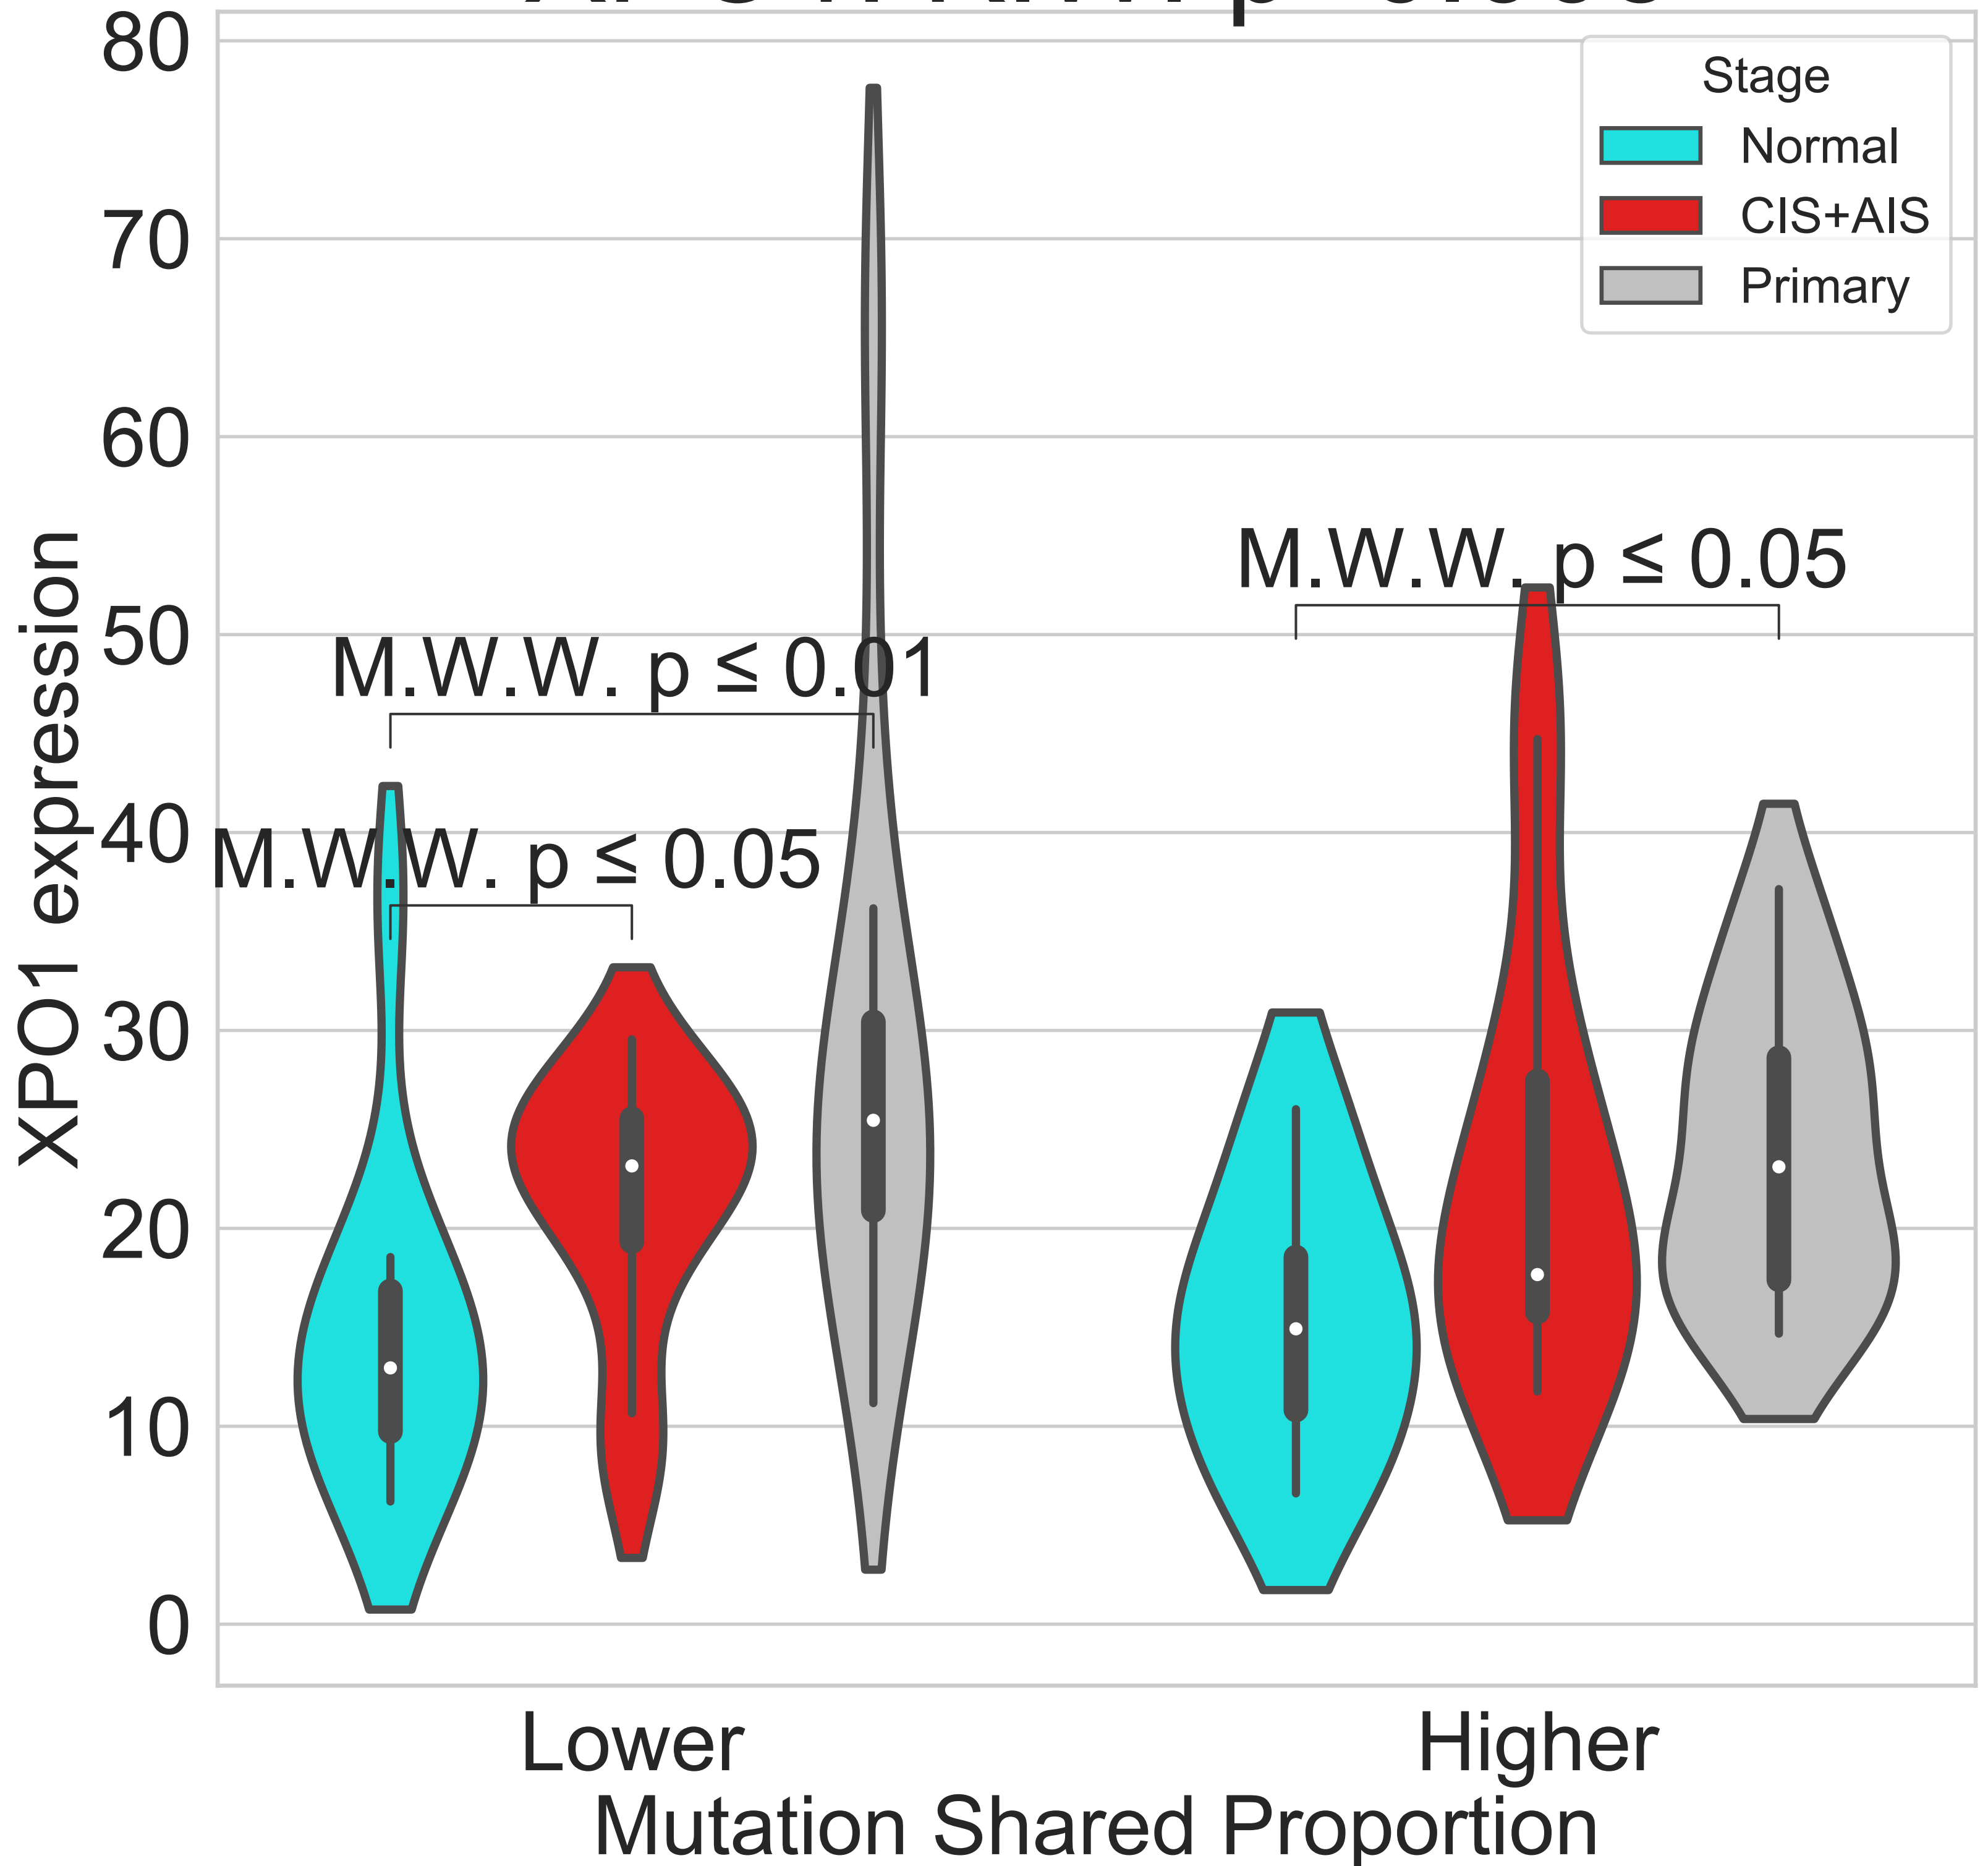 80
70
60
50
40
30
20
10
0
XPO1 expression
Stage
Normal
CIS+AIS
Primary
M.W.W. p ≤ 0.05
M.W.W. p ≤ 0.01
M.W.W. p ≤ 0.05
Lower
Higher
Mutation Shared Proportion